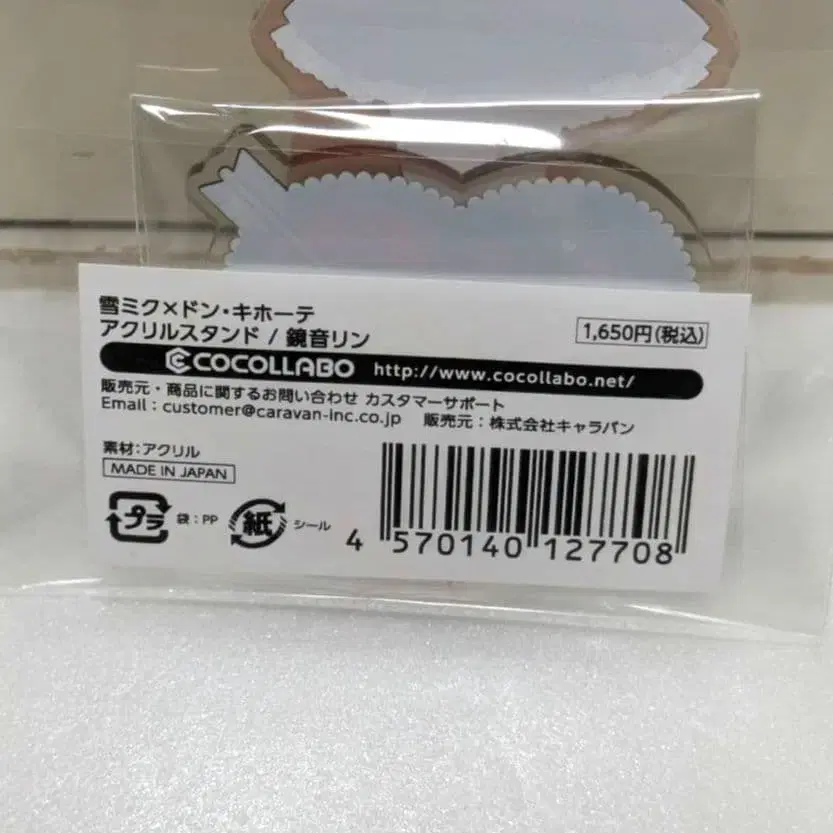 雪ミク×ドン・キホーテ
アクリルスタンド / 鏡音リン
1,650円(税込)
COCOLLABO http://www.cocollabo.net/
販売元・商品に関するお問い合わせ カスタマーサポート
Email：customer@caravan-inc.co.jp 販売元：株式会社キャラバン
素材：アクリル
MADE IN JAPAN
プラ 袋：PP 紙 シール
4 570140 127708